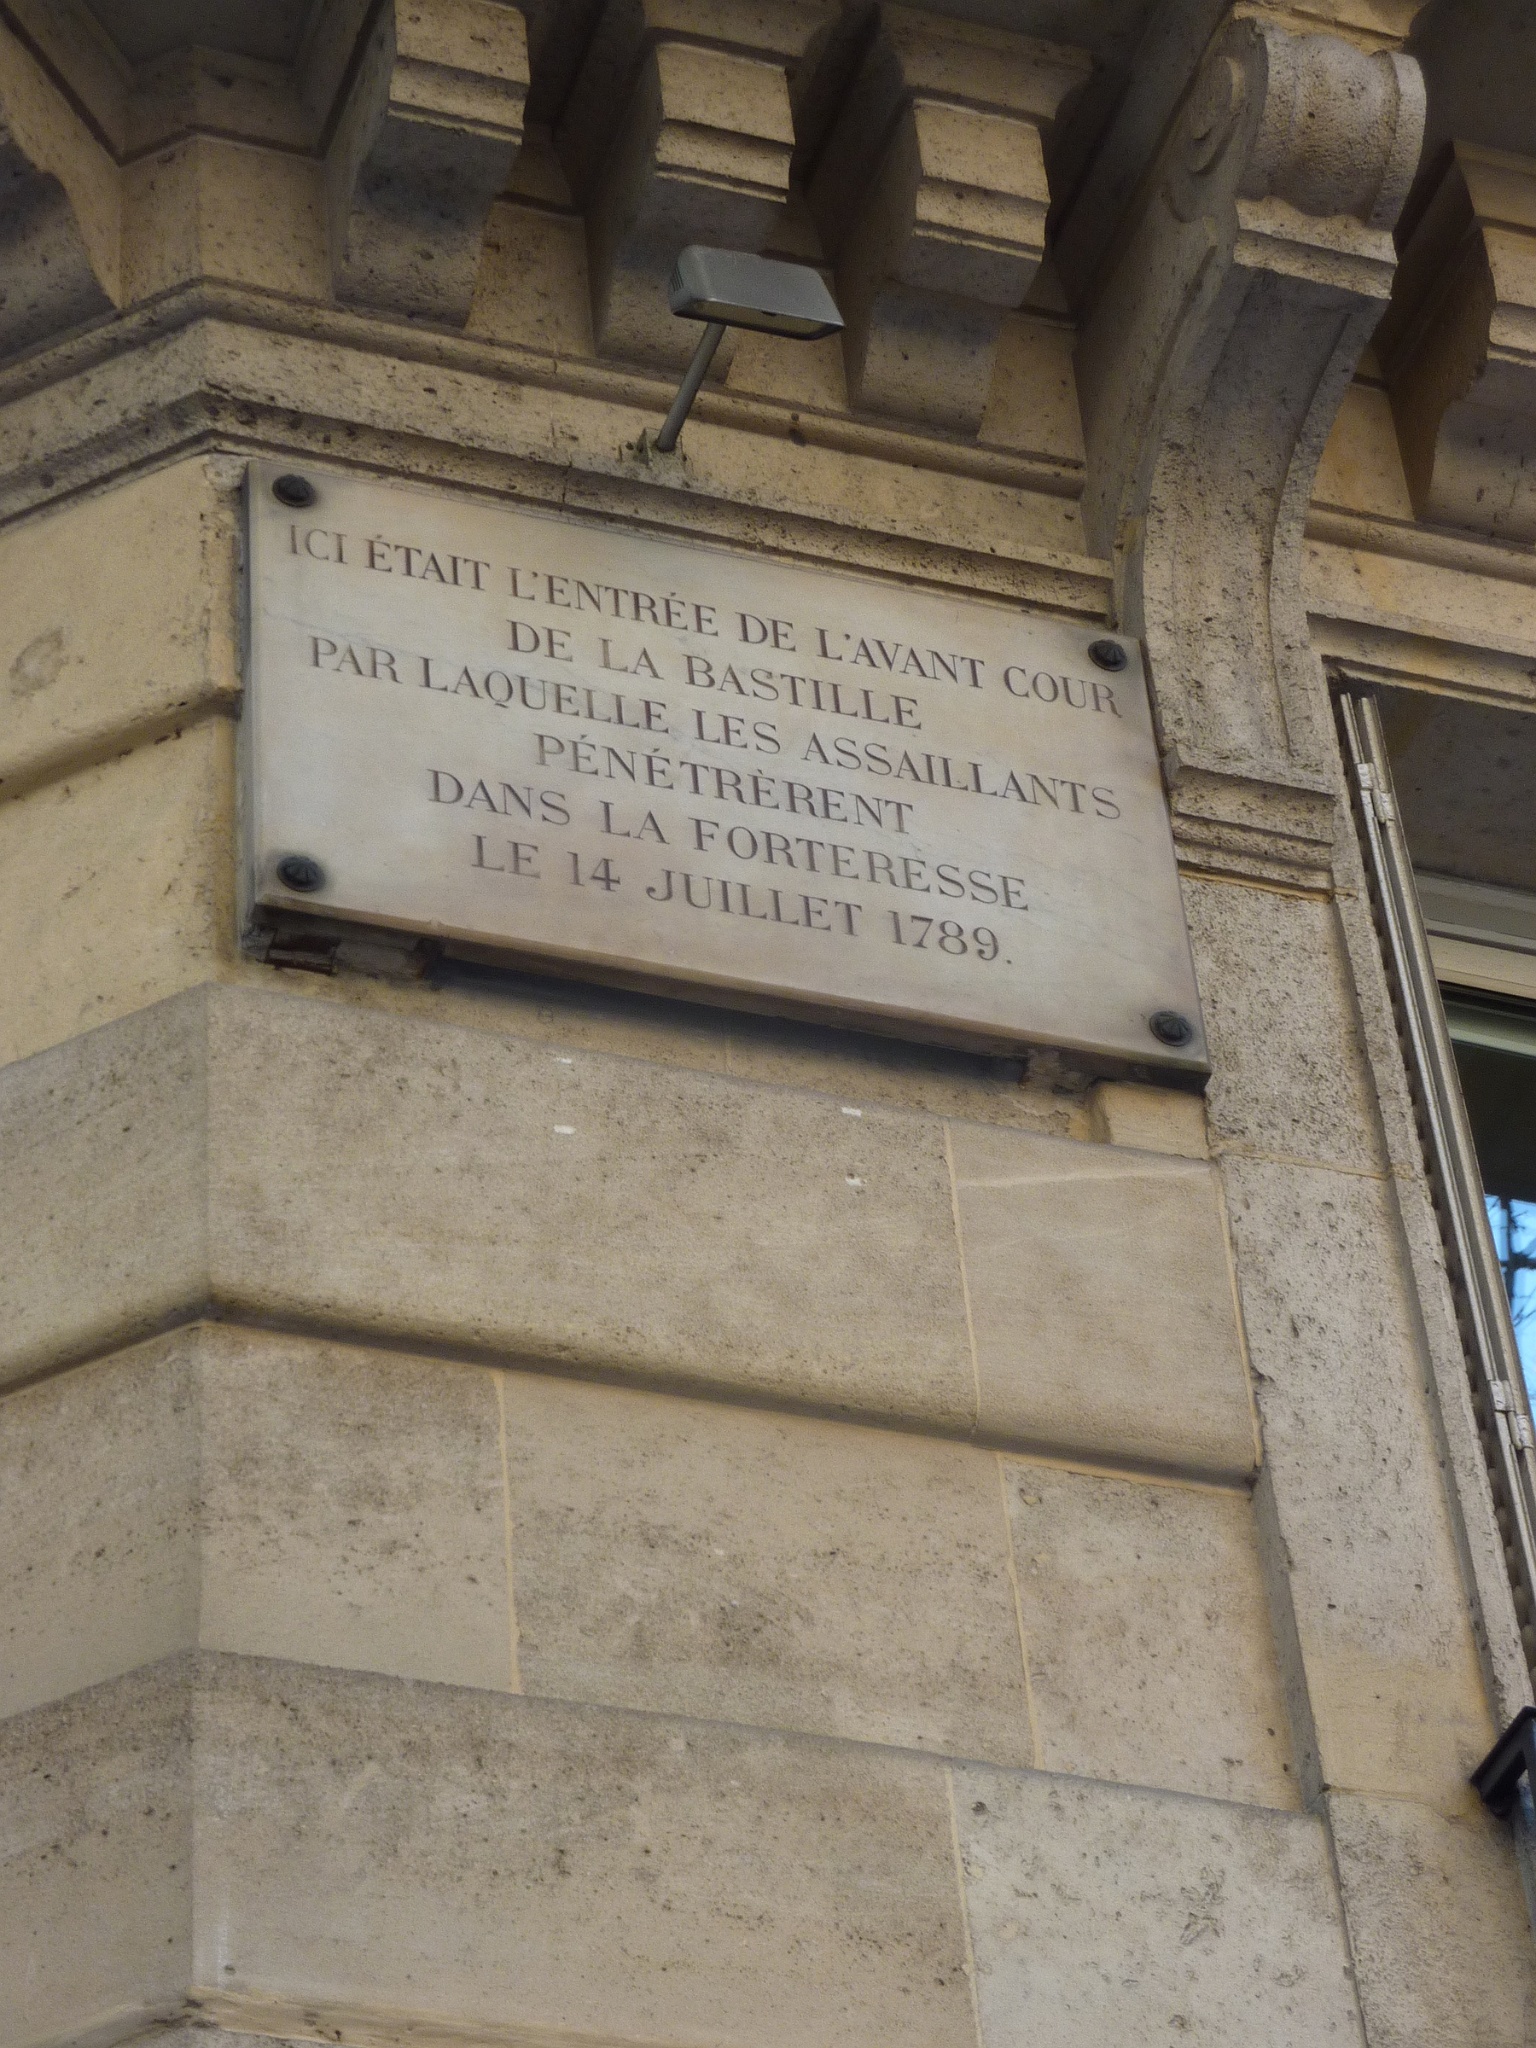 ICI ÉTAIT L'ENTRÉE DE L'AVANT COUR
DE LA BASTILLE
PAR LAQUELLE LES ASSAILLANTS
PÉNÉTRÈRENT
DANS LA FORTERESSE
LE 14 JUILLET 1789.